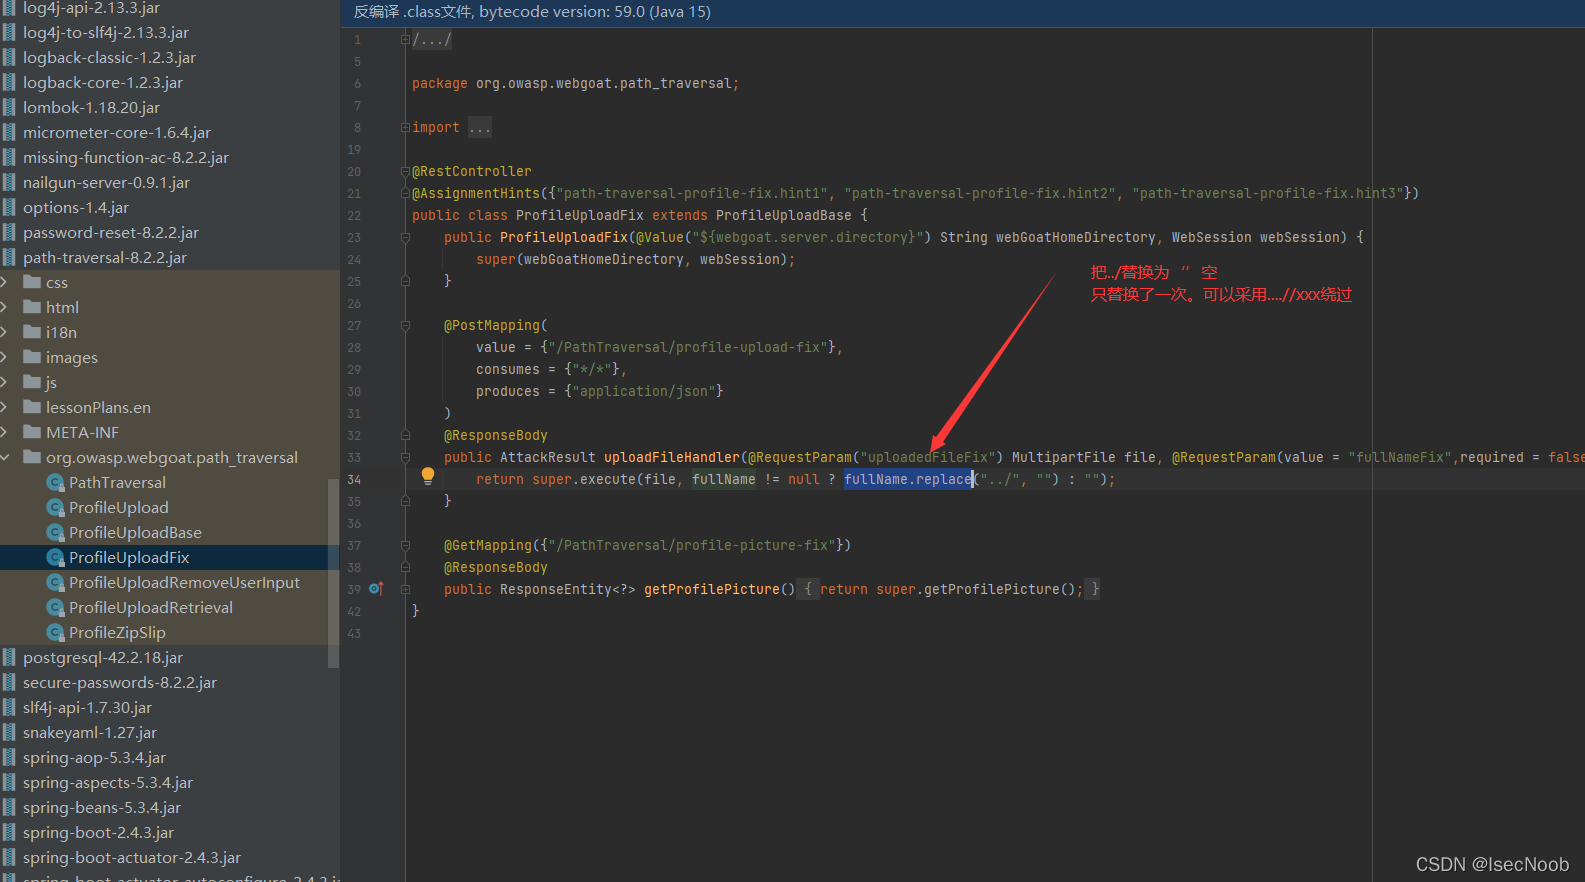 log4j-api-2.13.3.jar
log4j-to-slf4j-2.13.3.jar
logback-classic-1.2.3.jar
logback-core-1.2.3.jar
lombok-1.18.20.jar
micrometer-core-1.6.4.jar
missing-function-ac-8.2.2.jar
nailgun-server-0.9.1.jar
options-1.4.jar
password-reset-8.2.2.jar
path-traversal-8.2.2.jar
css
html
i18n
images
js
lessonPlans.en
META-INF
org.owasp.webgoat.path_traversal
PathTraversal
ProfileUpload
ProfileUploadBase
ProfileUploadFix
ProfileUploadRemoveUserInput
ProfileUploadRetrieval
ProfileZipSlip
postgresql-42.2.18.jar
secure-passwords-8.2.2.jar
slf4j-api-1.7.30.jar
snakeyaml-1.27.jar
spring-aop-5.3.4.jar
spring-aspects-5.3.4.jar
spring-beans-5.3.4.jar
spring-boot-2.4.3.jar
spring-boot-actuator-2.4.3.jar
spring-boot-actuator-autoconfigure-2.4.3.ja
反编译 .class文件, bytecode version: 59.0 (Java 15)
1 /.../
5
6 package org.owasp.webgoat.path_traversal;
7
8 import ...
19
20 @RestController
21 @AssignmentHints({"path-traversal-profile-fix.hint1", "path-traversal-profile-fix.hint2", "path-traversal-profile-fix.hint3"})
22 public class ProfileUploadFix extends ProfileUploadBase {
23 public ProfileUploadFix(@Value("${webgoat.server.directory}") String webGoatHomeDirectory, WebSession webSession) {
24 super(webGoatHomeDirectory, webSession);
25 }
26
27 @PostMapping(
28 value = {"/PathTraversal/profile-upload-fix"},
29 consumes = {"*/*"},
30 produces = {"application/json"}
31 )
32 @ResponseBody
33 public AttackResult uploadFileHandler(@RequestParam("uploadedFileFix") MultipartFile file, @RequestParam(value = "fullNameFix",required = false
34 return super.execute(file, fullName != null ? fullName.replace("../", "") : "");
35 }
36
37 @GetMapping({"/PathTraversal/profile-picture-fix"})
38 @ResponseBody
39 public ResponseEntity<?> getProfilePicture() { return super.getProfilePicture(); }
42 }
43
把../替换为 “ 空
只替换了一次。可以采用....//xxx绕过
CSDN @IsecNoob